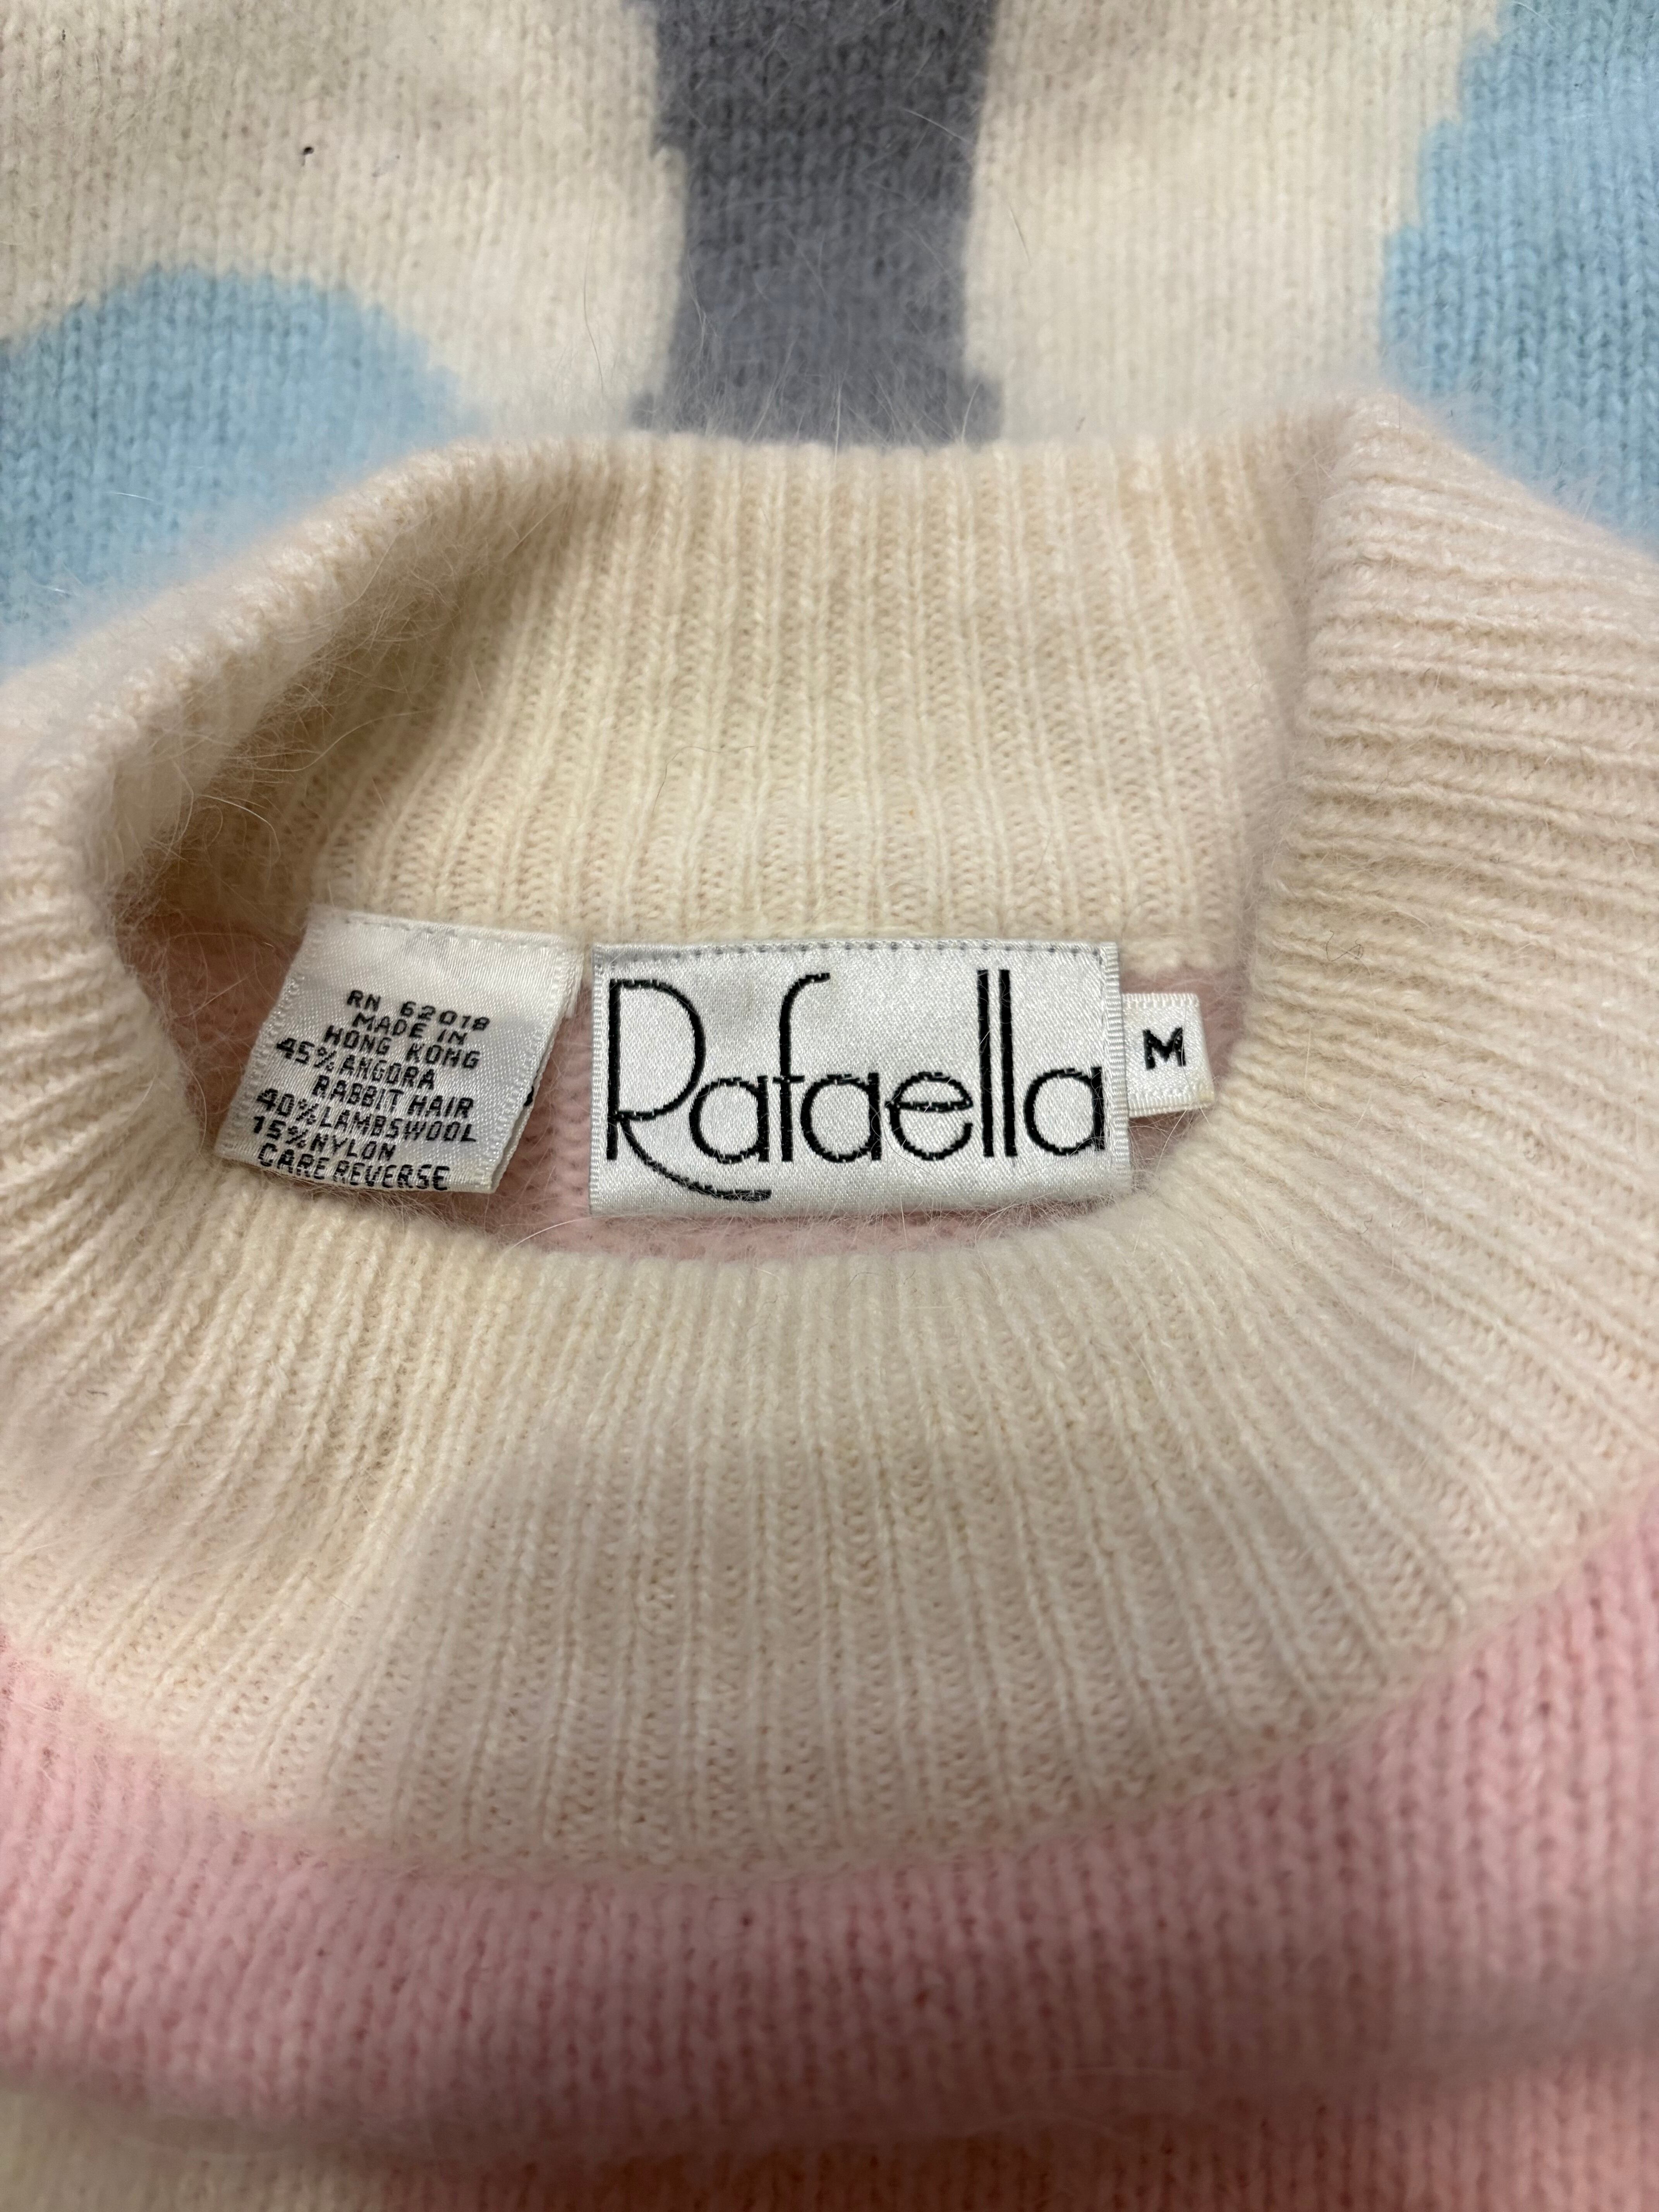 RN 62018
MADE IN
HONG KONG
45% ANGORA
RABBIT HAIR
40% LAMBSWOOL
15% NYLON
CARE REVERSE
Rafaella
M